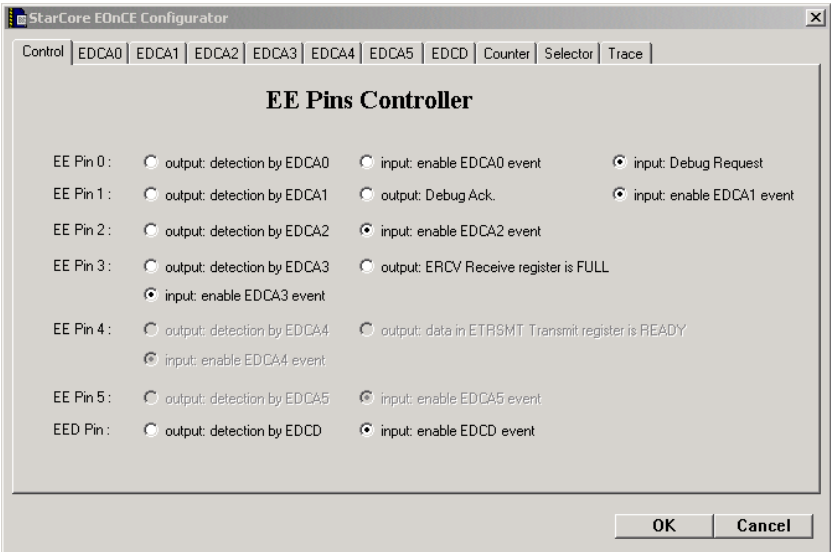 StarCore EOnCE Configurator
Control EDCA0 EDCA1 EDCA2 EDCA3 EDCA4 EDCA5 EDCD Counter Selector Trace
EE Pins Controller
EE Pin 0 : output: detection by EDCA0 input: enable EDCA0 event input: Debug Request
EE Pin 1 : output: detection by EDCA1 output: Debug Ack. input: enable EDCA1 event
EE Pin 2 : output: detection by EDCA2 input: enable EDCA2 event
EE Pin 3 : output: detection by EDCA3 output: ERCV Receive register is FULL
input: enable EDCA3 event
EE Pin 4 : output: detection by EDCA4 output: data in ETRSMT Transmit register is READY
input: enable EDCA4 event
EE Pin 5 : output: detection by EDCA5 input: enable EDCA5 event
EED Pin : output: detection by EDCD input: enable EDCD event
OK Cancel